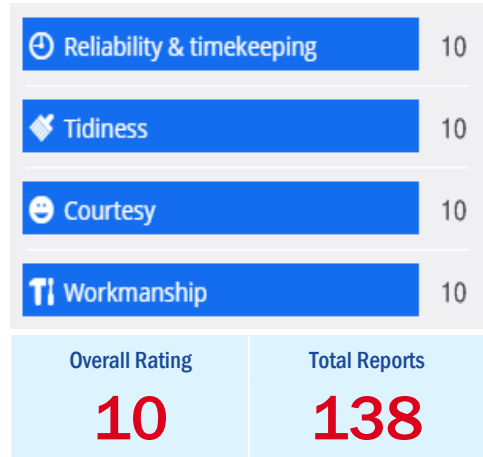 Reliability & timekeeping 10
Tidiness 10
Courtesy 10
Workmanship 10
Overall Rating Total Reports
10 138